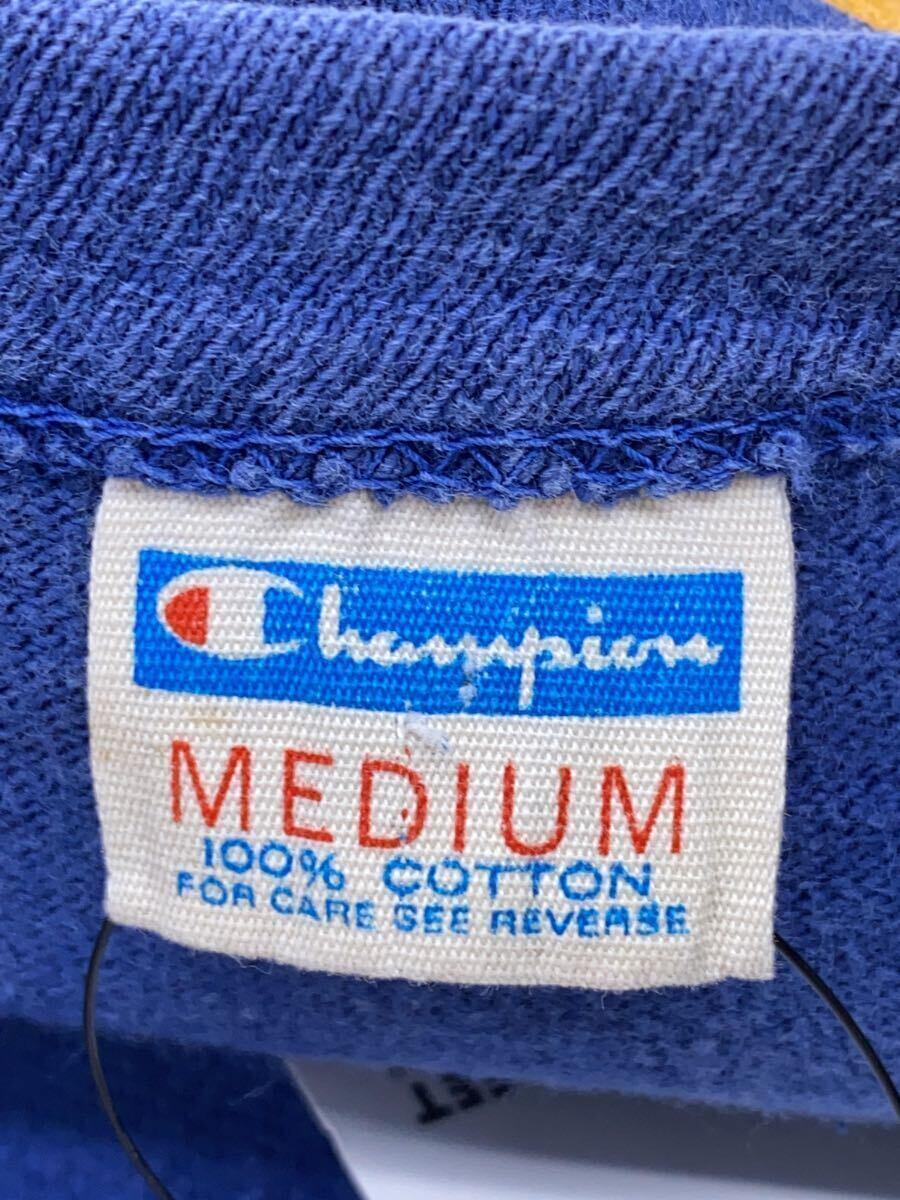 Champion
MEDIUM
100% COTTON
FOR CARE SEE REVERSE